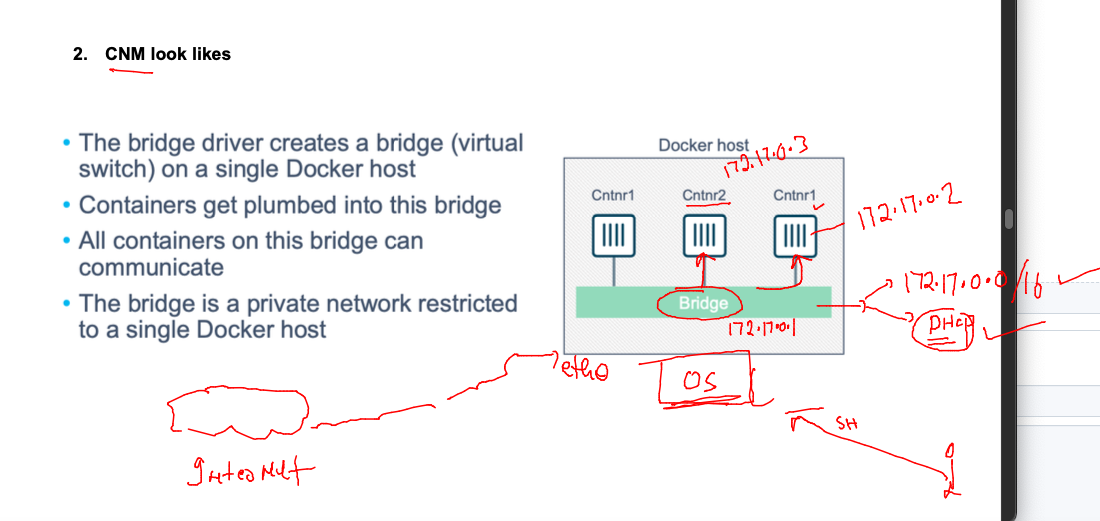 2. CNM look likes
• The bridge driver creates a bridge (virtual
switch) on a single Docker host
• Containers get plumbed into this bridge
• All containers on this bridge can
communicate
• The bridge is a private network restricted
to a single Docker host
Docker host
172.17.0.3
Cntnr1
Cntnr2
Cntnr1
172.17.0.2
172.17.0.0/16
Bridge
172.17.0.1
DHCP
eth0
OS
SH
Internet